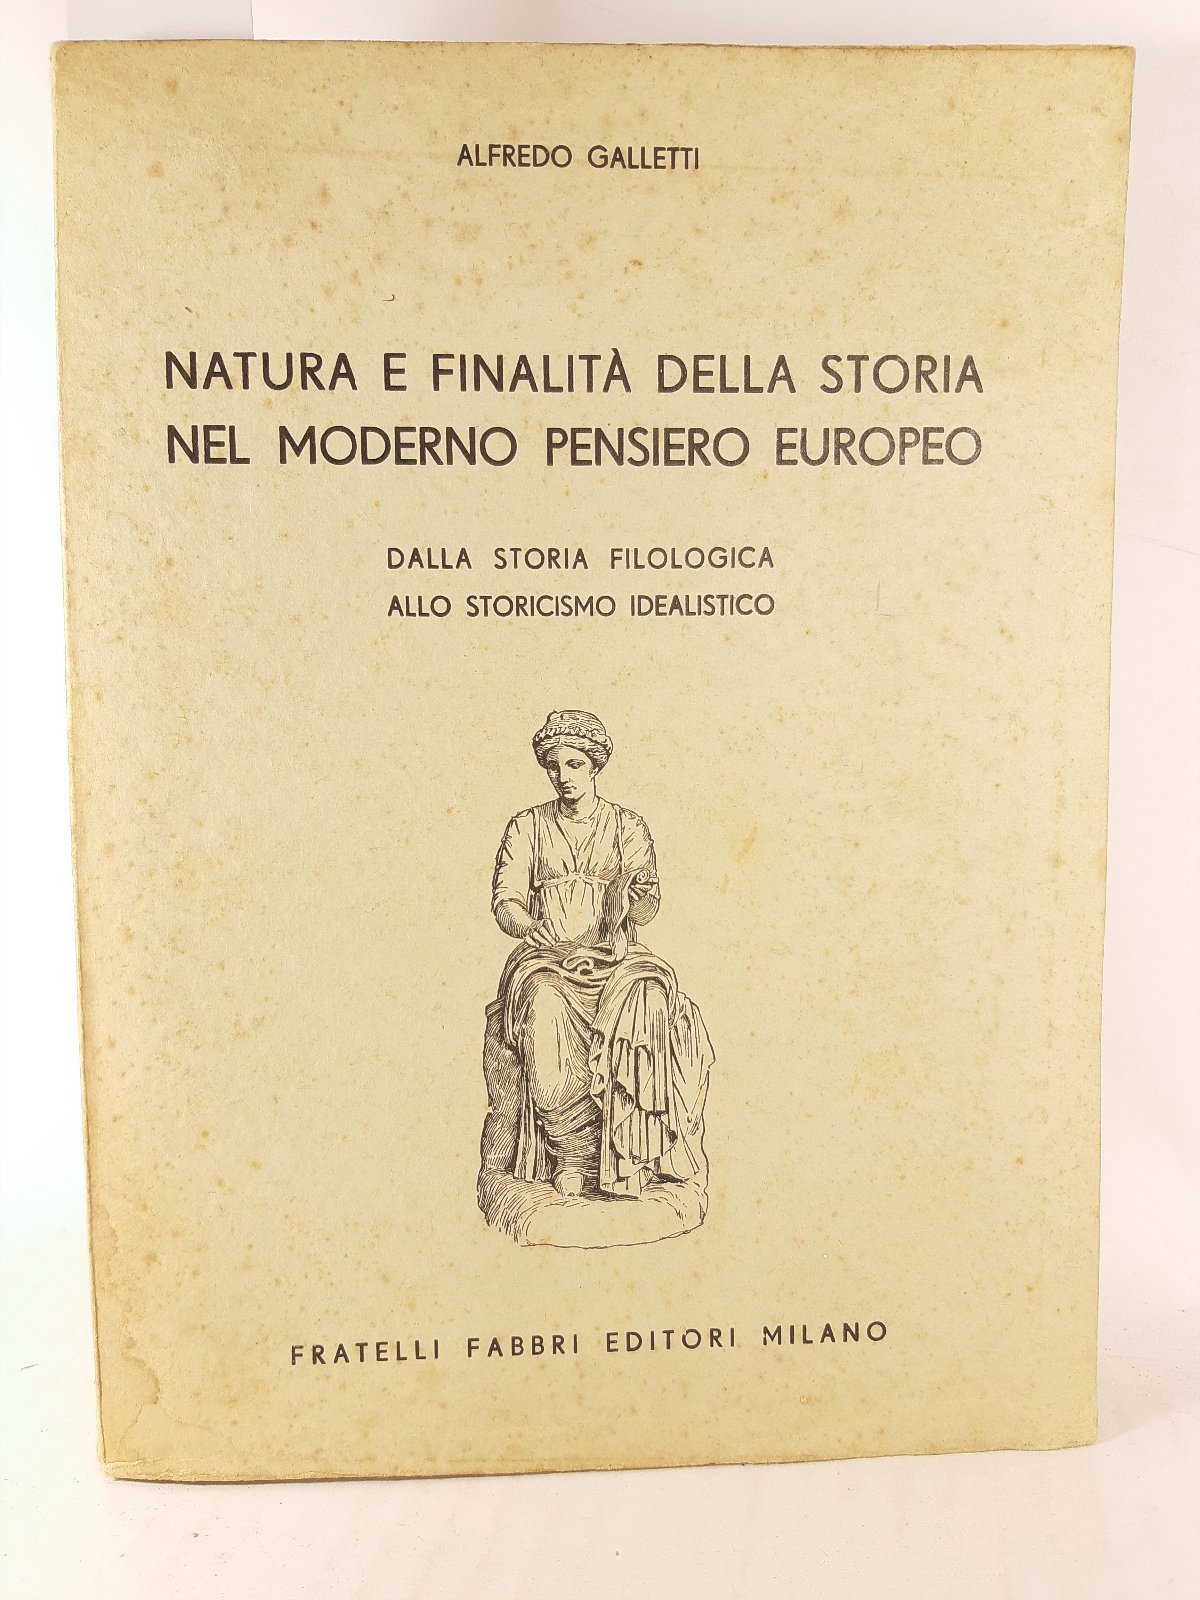 ALFREDO GALLETTI
NATURA E FINALITÀ DELLA STORIA
NEL MODERNO PENSIERO EUROPEO
DALLA STORIA FILOLOGICA
ALLO STORICISMO IDEALISTICO
FRATELLI FABBRI EDITORI MILANO